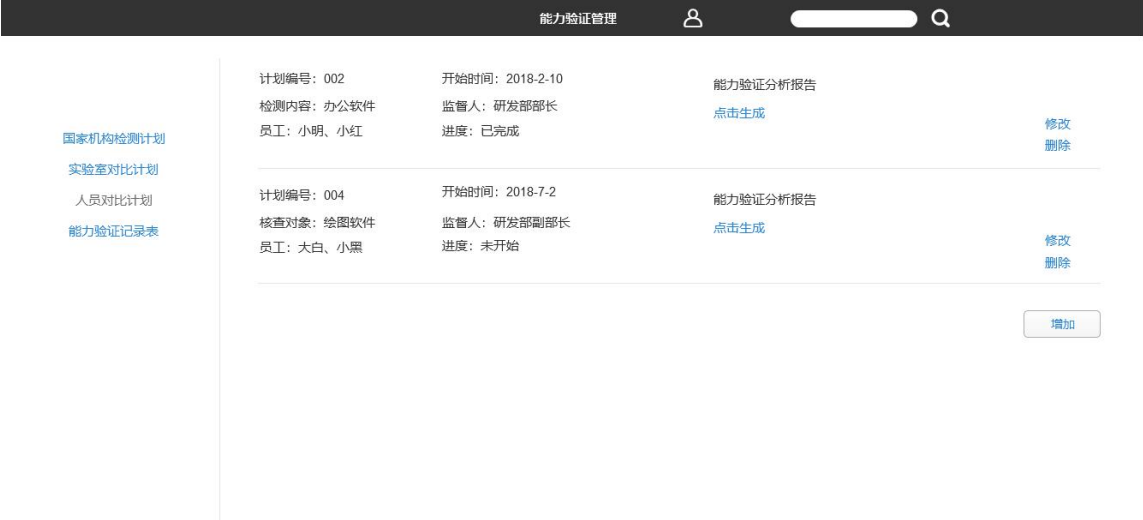 能力验证管理
国家机构检测计划
实验室对比计划
人员对比计划
能力验证记录表
计划编号：002
开始时间：2018-2-10
能力验证分析报告
检测内容：办公软件
监督人：研发部部长
点击生成
员工：小明、小红
进度：已完成
修改
删除
计划编号：004
开始时间：2018-7-2
能力验证分析报告
核查对象：绘图软件
监督人：研发部副部长
点击生成
员工：大白、小黑
进度：未开始
修改
删除
增加